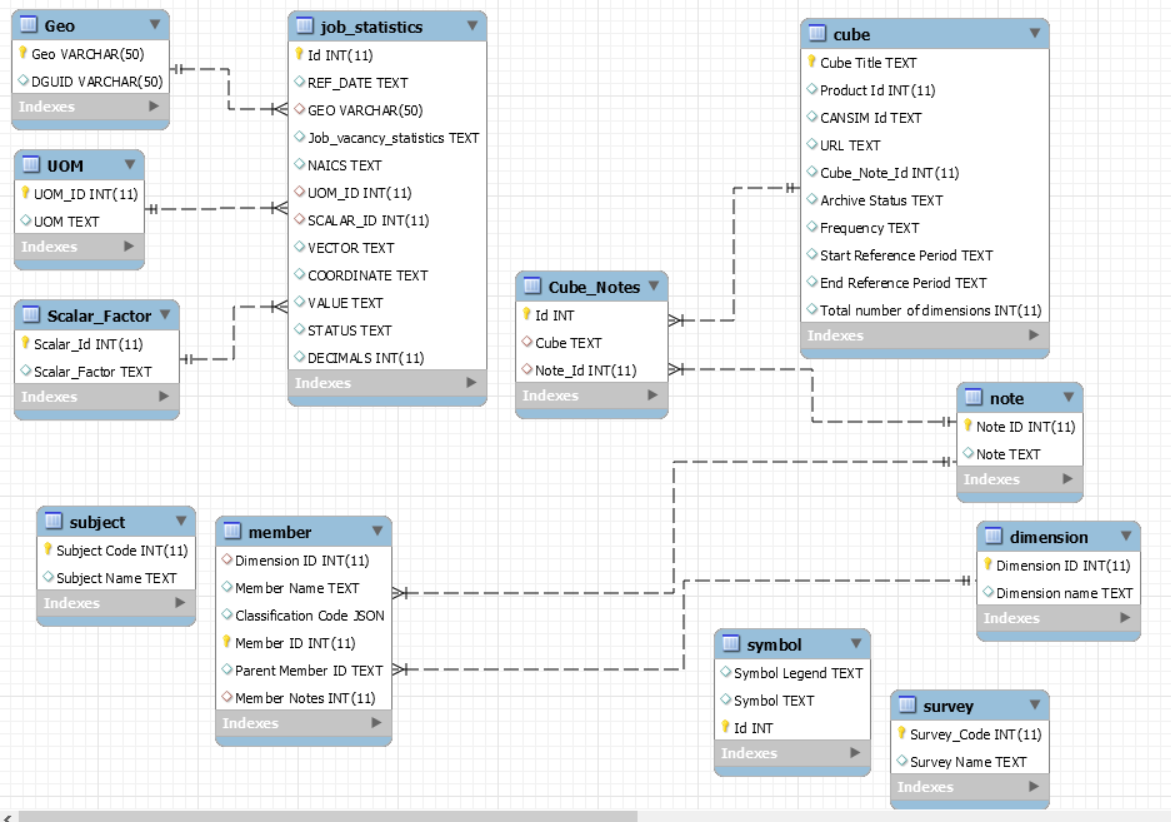 Geo
Geo VARCHAR(50)
DGUID VARCHAR(50)
Indexes
UOM
UOM_ID INT(11)
UOM TEXT
Indexes
Scalar_Factor
Scalar_Id INT(11)
Scalar_Factor TEXT
Indexes
job_statistics
Id INT(11)
REF_DATE TEXT
GEO VARCHAR(50)
Job_vacancy_statistics TEXT
NAICS TEXT
UOM_ID INT(11)
SCALAR_ID INT(11)
VECTOR TEXT
COORDINATE TEXT
VALUE TEXT
STATUS TEXT
DECIMALS INT(11)
Indexes
Cube_Notes
Id INT
Cube TEXT
Note_Id INT(11)
Indexes
cube
Cube Title TEXT
Product Id INT(11)
CANSIM Id TEXT
URL TEXT
Cube_Note_Id INT(11)
Archive Status TEXT
Frequency TEXT
Start Reference Period TEXT
End Reference Period TEXT
Total number of dimensions INT(11)
Indexes
note
Note ID INT(11)
Note TEXT
Indexes
subject
Subject Code INT(11)
Subject Name TEXT
Indexes
member
Dimension ID INT(11)
Member Name TEXT
Classification Code JSON
Member ID INT(11)
Parent Member ID TEXT
Member Notes INT(11)
Indexes
dimension
Dimension ID INT(11)
Dimension name TEXT
Indexes
symbol
Symbol Legend TEXT
Symbol TEXT
Id INT
Indexes
survey
Survey_Code INT(11)
Survey Name TEXT
Indexes